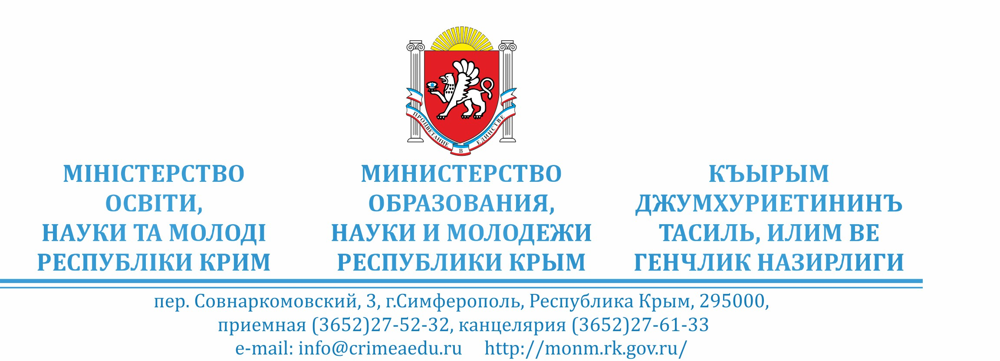 ПРОЦВЕТАНИЕ В ЕДИНСТВЕ
МІНІСТЕРСТВО
ОСВІТИ,
НАУКИ ТА МОЛОДІ
РЕСПУБЛІКИ КРИМ
МИНИСТЕРСТВО
ОБРАЗОВАНИЯ,
НАУКИ И МОЛОДЕЖИ
РЕСПУБЛИКИ КРЫМ
КЪЫРЫМ
ДЖУМХУРИЕТИНИНЪ
ТАСИЛЬ, ИЛИМ ВЕ
ГЕНЧЛИК НАЗИРЛИГИ
пер. Совнаркомовский, 3, г.Симферополь, Республика Крым, 295000,
приемная (3652)27-52-32, канцелярия (3652)27-61-33
e-mail: info@crimeaedu.ru http://monm.rk.gov.ru/